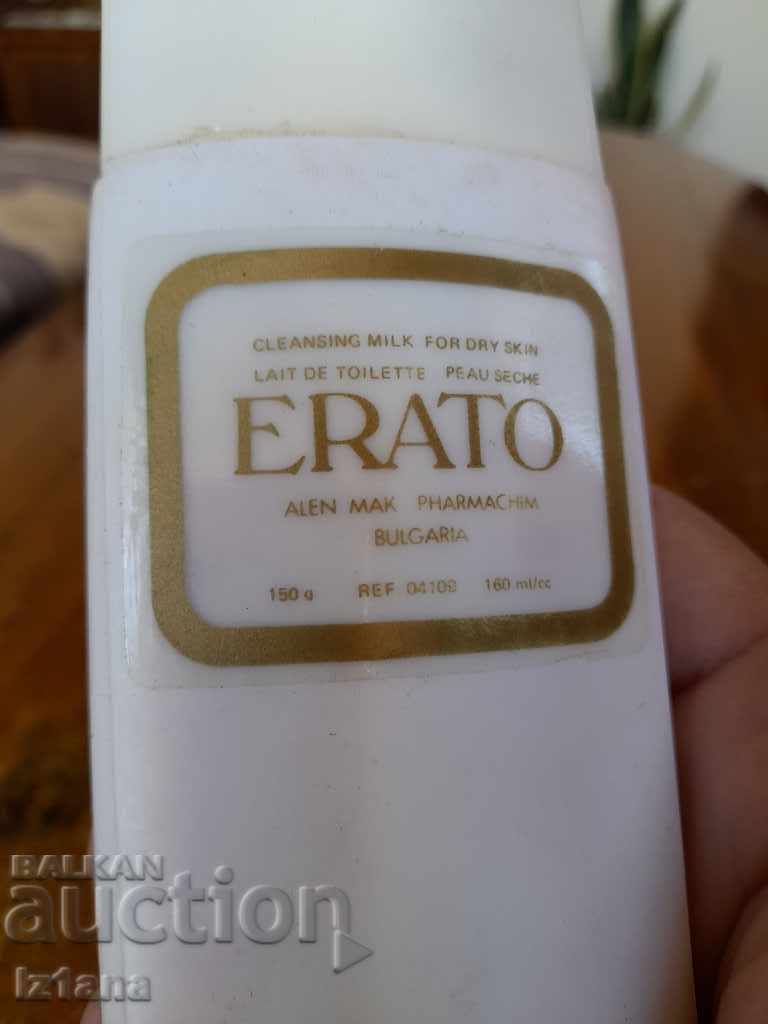 CLEANSING MILK FOR DRY SKIN
LAIT DE TOILETTE PEAU SECHE
ERATO
ALEN MAK PHARMACHIM
BULGARIA
150 g REF 04109 160 ml/cc
BALKAN
auction
iz1ana